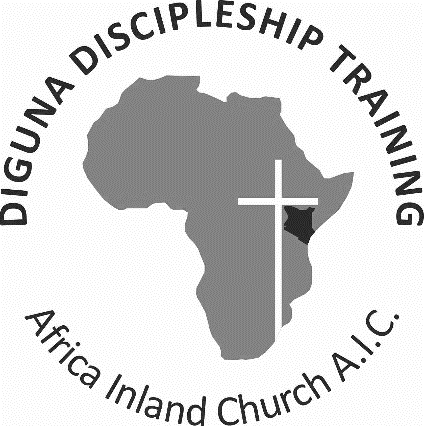 DIGUNA DISCIPLESHIP TRAINING
Africa Inland Church A.I.C.